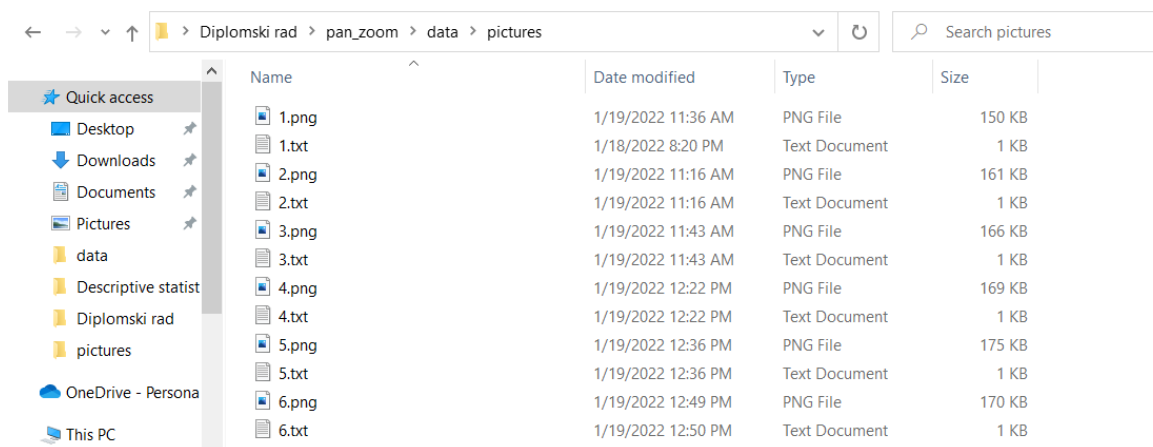 Diplomski rad > pan_zoom > data > pictures
Search pictures
Quick access
Desktop
Downloads
Documents
Pictures
data
Descriptive statist
Diplomski rad
pictures
OneDrive - Persona
This PC
Name Date modified Type Size
1.png 1/19/2022 11:36 AM PNG File 150 KB
1.txt 1/18/2022 8:20 PM Text Document 1 KB
2.png 1/19/2022 11:16 AM PNG File 161 KB
2.txt 1/19/2022 11:16 AM Text Document 1 KB
3.png 1/19/2022 11:43 AM PNG File 166 KB
3.txt 1/19/2022 11:43 AM Text Document 1 KB
4.png 1/19/2022 12:22 PM PNG File 169 KB
4.txt 1/19/2022 12:22 PM Text Document 1 KB
5.png 1/19/2022 12:36 PM PNG File 175 KB
5.txt 1/19/2022 12:36 PM Text Document 1 KB
6.png 1/19/2022 12:49 PM PNG File 170 KB
6.txt 1/19/2022 12:50 PM Text Document 1 KB